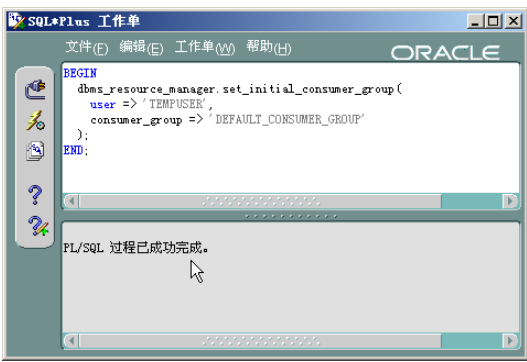 SQL*Plus 工作单
文件(F) 编辑(E) 工作单(W) 帮助(H)
ORACLE
BEGIN
dbms_resource_manager.set_initial_consumer_group(
user => 'TEMPUSER',
consumer_group => 'DEFAULT_CONSUMER_GROUP'
);
END;
PL/SQL 过程已成功完成。